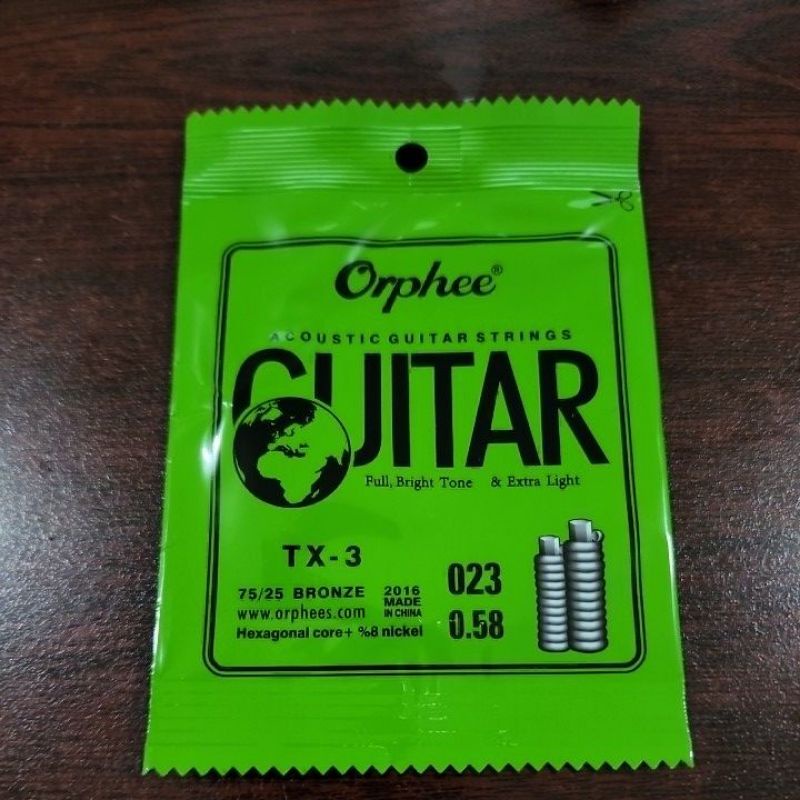 Orphee®
ACOUSTIC GUITAR STRINGS
GUITAR
Full, Bright Tone & Extra Light
TX-3
75/25 BRONZE
www.orphees.com
Hexagonal core+ %8 nickel
2016
MADE
IN CHINA
023
0.58